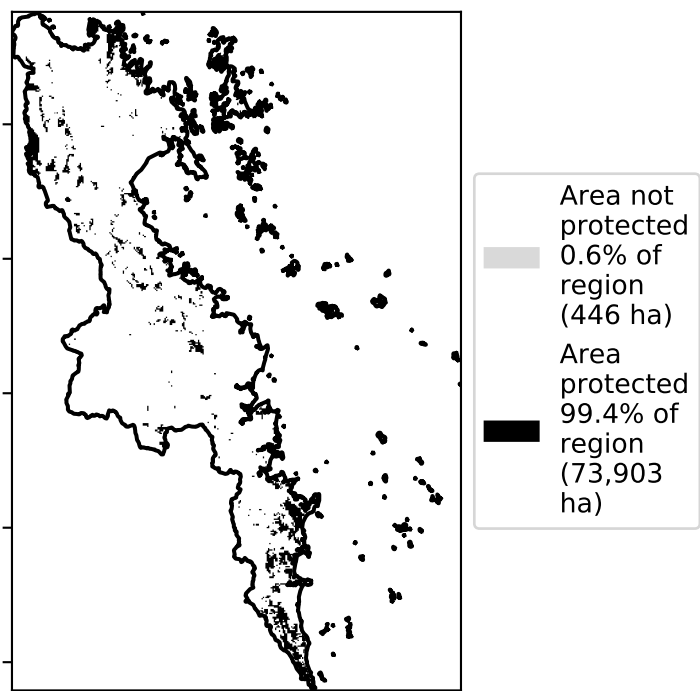 Area not
protected
0.6% of
region
(446 ha)
Area
protected
99.4% of
region
(73,903
ha)